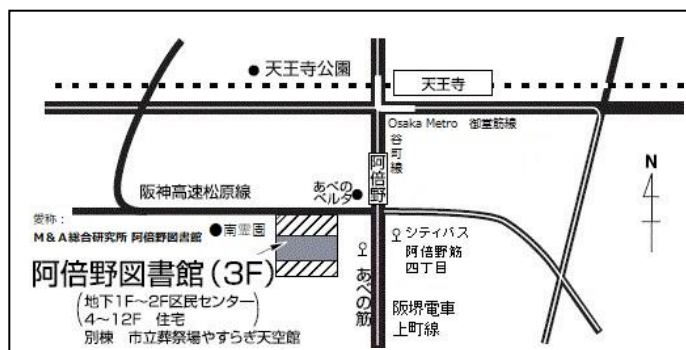 天王寺公園
天王寺
Osaka Metro 御堂筋線
谷町線
阿倍野
あべのベルタ
阪神高速松原線
N
愛称：
M＆A総合研究所 阿倍野図書館
南霊園
シティバス
阿倍野筋
四丁目
阿倍野図書館(3F)
あべの筋
地下1F～2F区民センター
4～12F 住宅
別棟 市立葬祭場やすらぎ天空館
阪堺電車
上町線